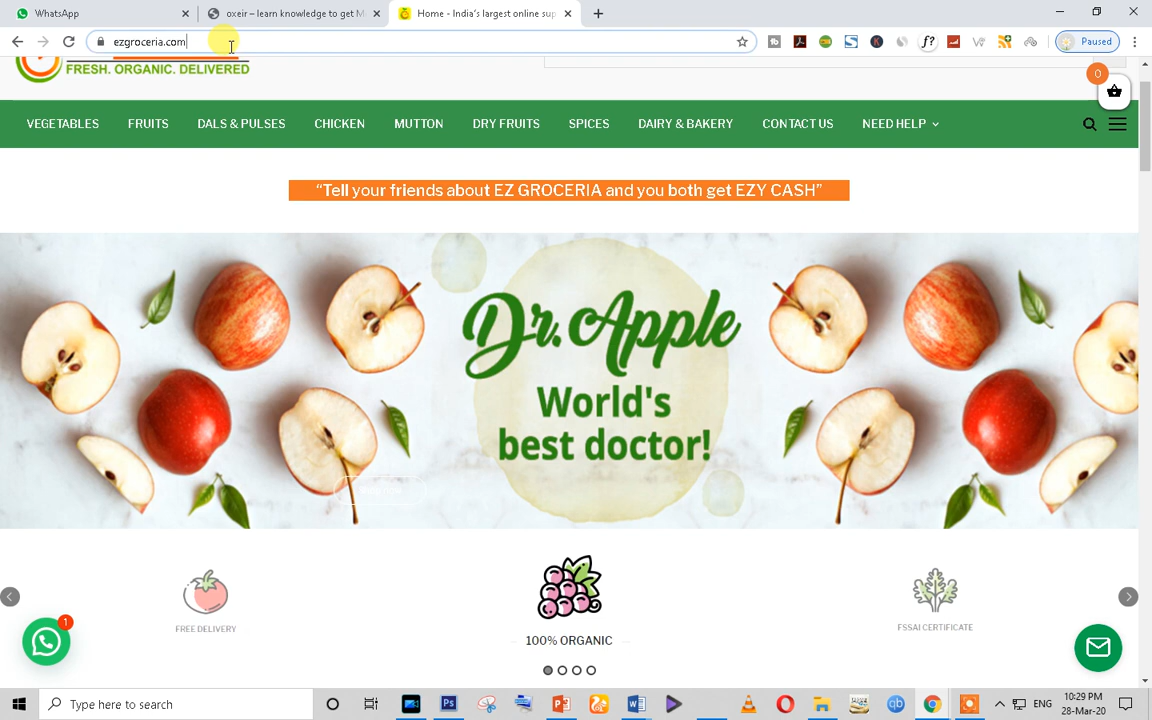 WhatsApp
oxeir – learn knowledge to get M
Home - India's largest online sup
ezgroceria.com
Paused
FRESH. ORGANIC. DELIVERED
0
VEGETABLES FRUITS DALS & PULSES CHICKEN MUTTON DRY FRUITS SPICES DAIRY & BAKERY CONTACT US NEED HELP
“Tell your friends about EZ GROCERIA and you both get EZY CASH”
Dr. Apple
World's
best doctor!
FREE DELIVERY
100% ORGANIC
FSSAI CERTIFICATE
1
Type here to search
ENG
10:29 PM
28-Mar-20